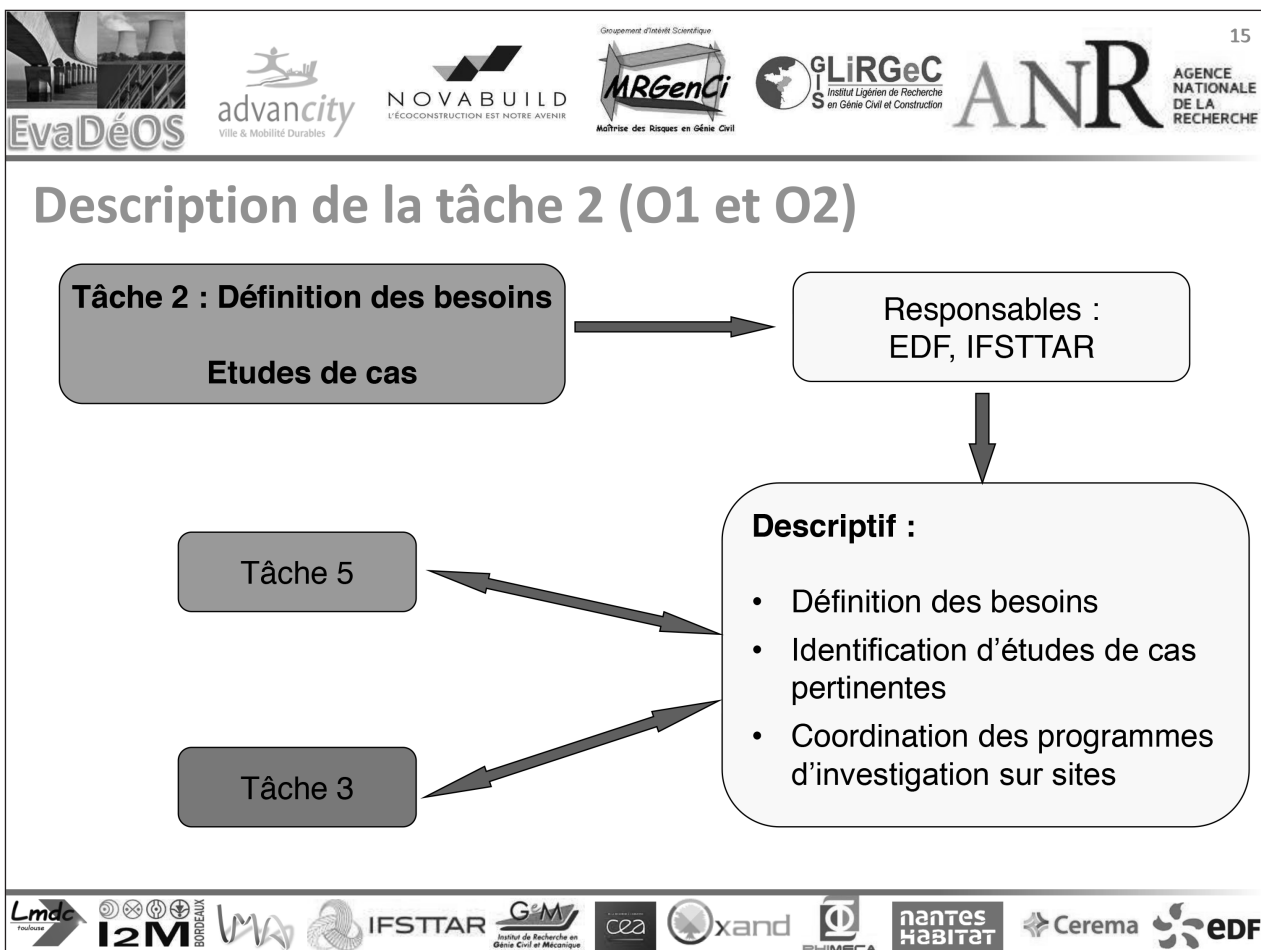 EvaDéOS
advancity
Ville & Mobilité Durables
NOVABUILD
L'ÉCOCONSTRUCTION EST NOTRE AVENIR
Groupement d'Intérêt Scientifique
MRGenCi
Maîtrise des Risques en Génie Civil
GIS
LiRGeC
Institut Ligérien de Recherche
en Génie Civil et Construction
ANR
AGENCE
NATIONALE
DE LA
RECHERCHE
15
Description de la tâche 2 (O1 et O2)
Tâche 2 : Définition des besoins
Etudes de cas
Responsables :
EDF, IFSTTAR
Descriptif :
• Définition des besoins
• Identification d’études de cas
pertinentes
• Coordination des programmes
d’investigation sur sites
Tâche 5
Tâche 3
Lmdc
toulouse
I2M
BORDEAUX
LMA
IFSTTAR
GeM
Institut de Recherche en
Génie Civil et Mécanique
cea
Oxand
PHIMECA
nantes
HABITAT
Cerema
eDF